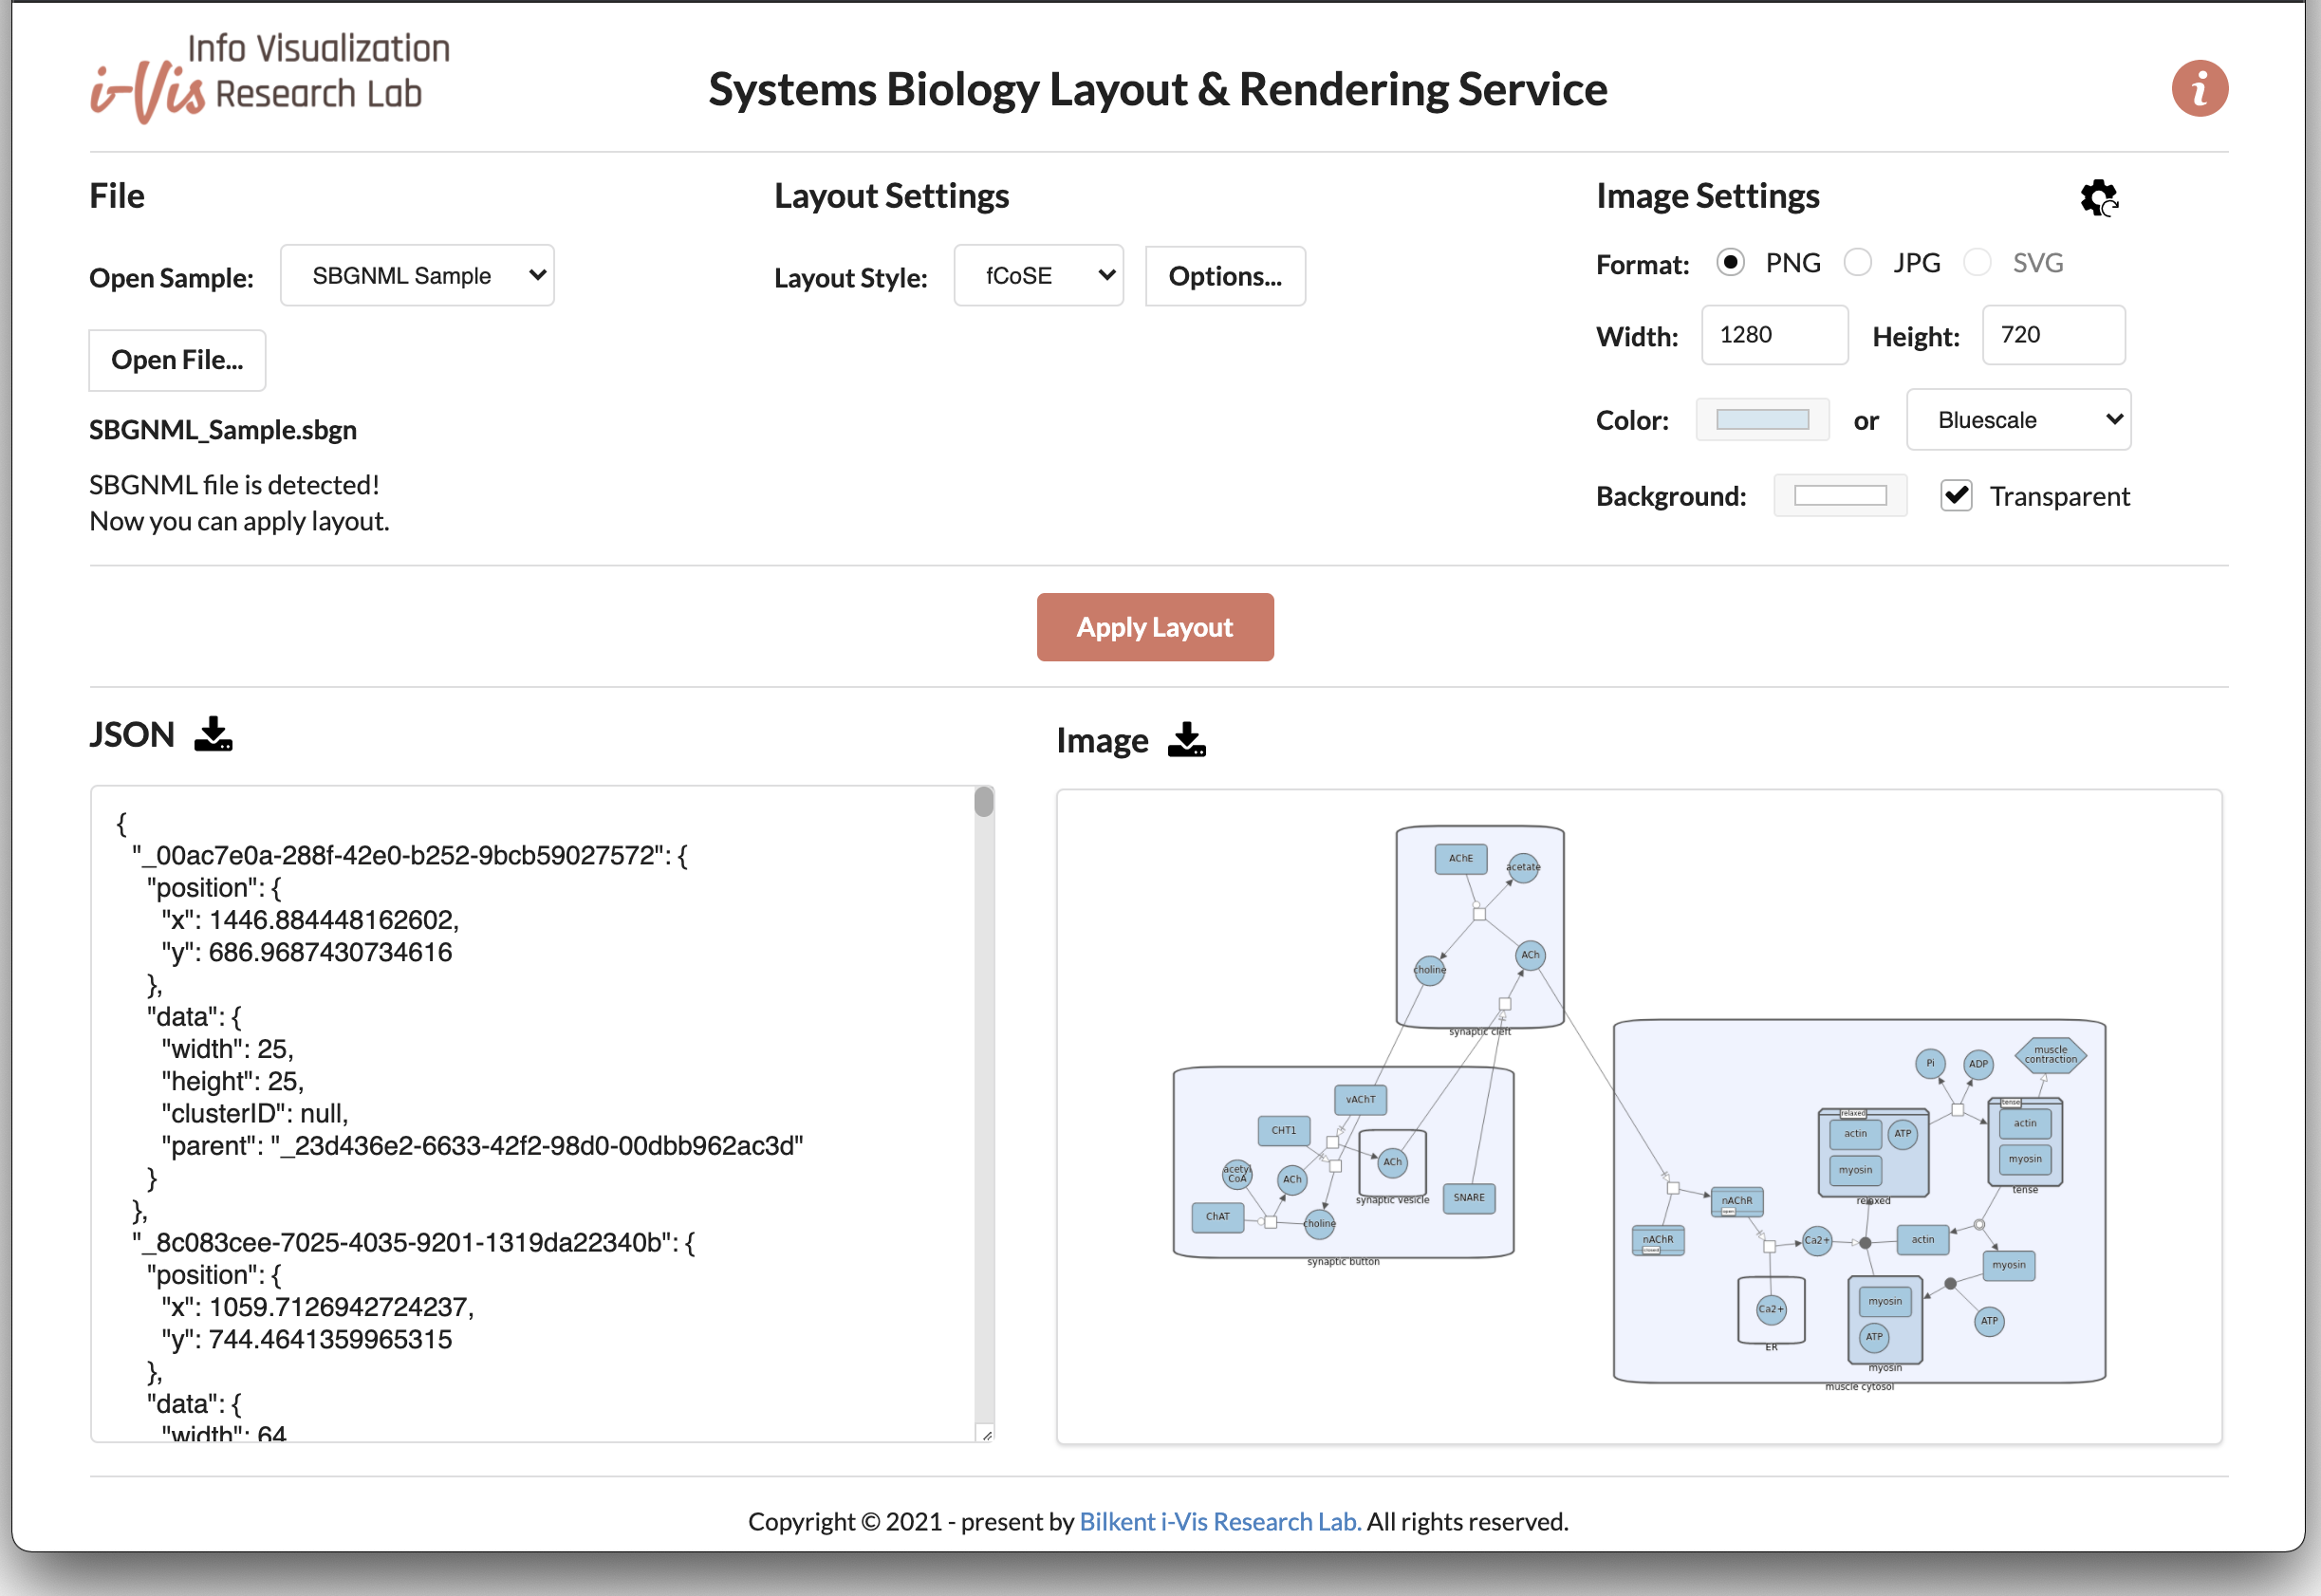 Info Visualization
i-Vis Research Lab
Systems Biology Layout & Rendering Service
i
File
Layout Settings
Image Settings
Open Sample: SBGNML Sample
Layout Style: fCoSE Options...
Format: PNG JPG SVG
Width: 1280 Height: 720
Open File...
Color: or Bluescale
SBGNML_Sample.sbgn
Background: Transparent
SBGNML file is detected!
Now you can apply layout.
Apply Layout
JSON
{
"_00ac7e0a-288f-42e0-b252-9bcb59027572": {
"position": {
"x": 1446.884448162602,
"y": 686.9687430734616
},
"data": {
"width": 25,
"height": 25,
"clusterID": null,
"parent": "_23d436e2-6633-42f2-98d0-00dbb962ac3d"
}
},
"_8c083cee-7025-4035-9201-1319da22340b": {
"position": {
"x": 1059.7126942724237,
"y": 744.4641359965315
},
"data": {
"width": 64
Image
AChE
acetate
choline
ACh
synaptic cleft
vAChT
CHT1
acetyl
CoA
ACh
ACh
synaptic vesicle
SNARE
ChAT
choline
synaptic button
Pi
ADP
muscle
contraction
relaxed
actin
ATP
myosin
relaxed
tense
actin
myosin
tense
nAChR
open
nAChR
closed
Ca2+
actin
myosin
Ca2+
ER
myosin
ATP
myosin
ATP
muscle cytosol
Copyright © 2021 - present by Bilkent i-Vis Research Lab. All rights reserved.